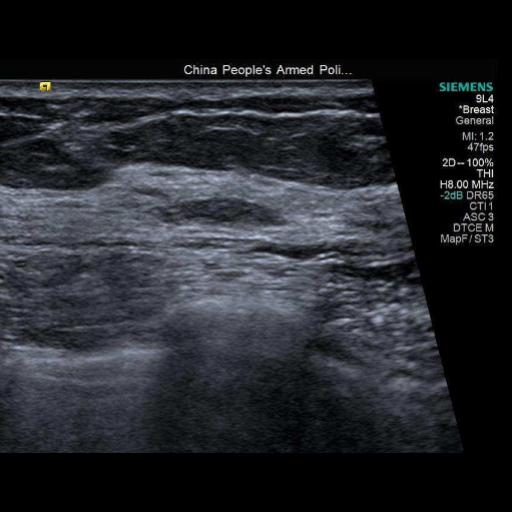 China People's Armed Poli...
SIEMENS
9L4
*Breast
General
MI: 1.2
47fps
2D--100%
THI
H8.00 MHz
-2dB DR65
CTI 1
ASC 3
DTCE M
MapF / ST3